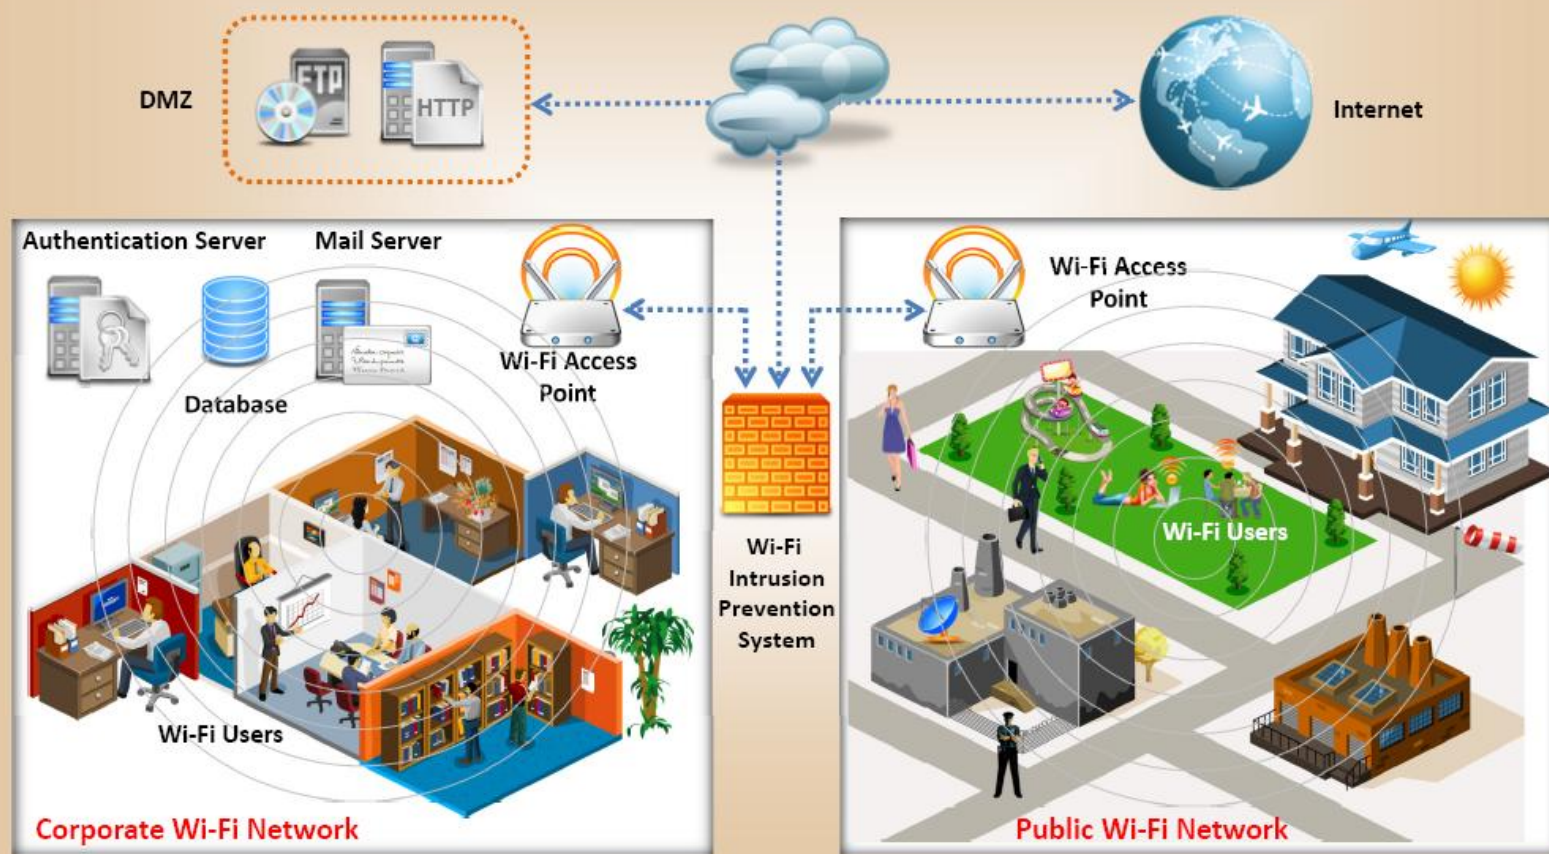 FTP
HTTP
DMZ
Internet
Authentication Server
Mail Server
Database
Wi-Fi Access
Point
Wi-Fi Users
Corporate Wi-Fi Network
Wi-Fi
Intrusion
Prevention
System
Wi-Fi Access
Point
Wi-Fi Users
Public Wi-Fi Network